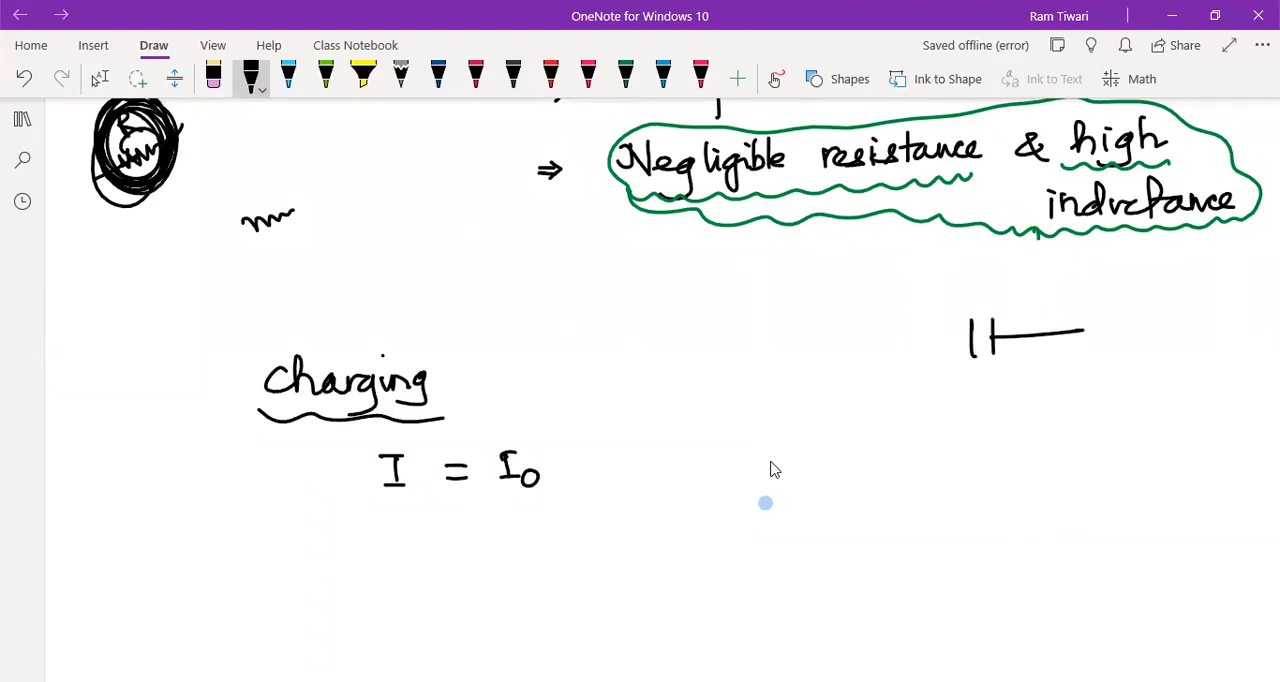 OneNote for Windows 10
Ram Tiwari
Home Insert Draw View Help Class Notebook
Saved offline (error) Share
Shapes Ink to Shape Ink to Text Math
⇒ Negligible resistance & high
inductance
Charging
I = I₀